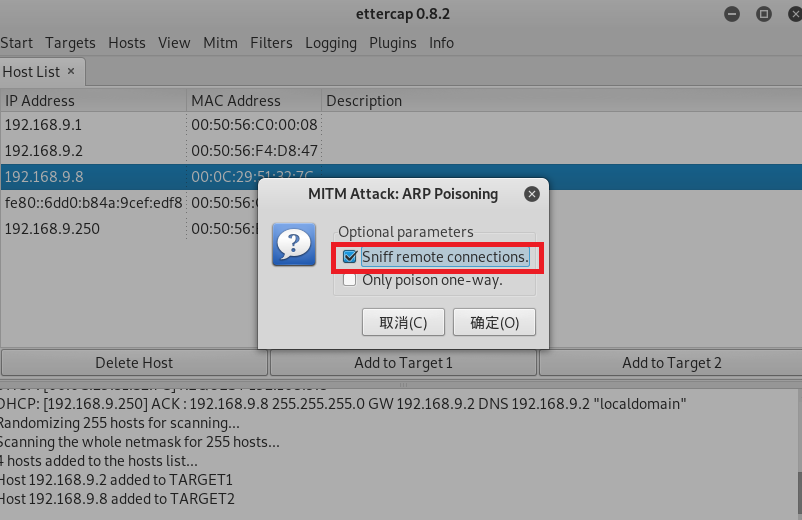 ettercap 0.8.2
Start Targets Hosts View Mitm Filters Logging Plugins Info
Host List ×
IP Address MAC Address Description
192.168.9.1 00:50:56:C0:00:08
192.168.9.2 00:50:56:F4:D8:47
192.168.9.8 00:0C:29:51:32:7C
fe80::6dd0:b84a:9cef:edf8 00:50:56:
192.168.9.250 00:50:56:
MITM Attack: ARP Poisoning
Optional parameters
Sniff remote connections.
Only poison one-way.
取消(C) 确定(O)
Delete Host Add to Target 1 Add to Target 2
DHCP: [192.168.9.250] ACK : 192.168.9.8 255.255.255.0 GW 192.168.9.2 DNS 192.168.9.2 "localdomain"
Randomizing 255 hosts for scanning...
Scanning the whole netmask for 255 hosts...
4 hosts added to the hosts list...
Host 192.168.9.2 added to TARGET1
Host 192.168.9.8 added to TARGET2